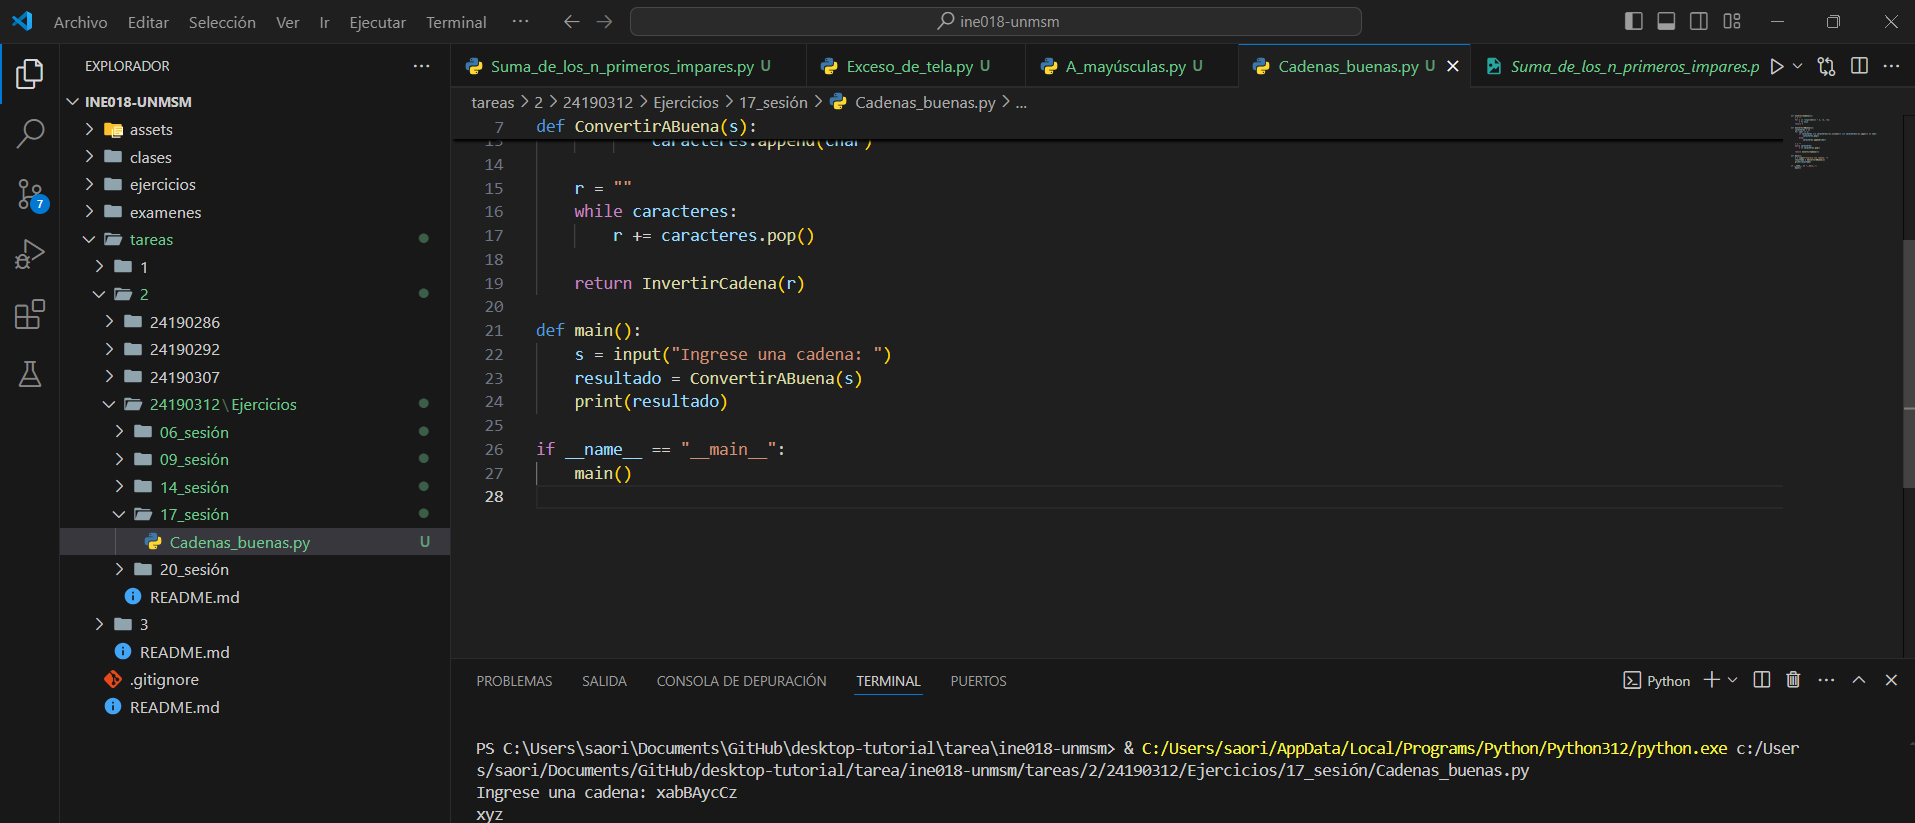 Archivo Editar Selección Ver Ir Ejecutar Terminal ··· ine018-unmsm
EXPLORADOR ···
INE018-UNMSM
assets
clases
ejercicios
examenes
tareas
1
2
24190286
24190292
24190307
24190312\Ejercicios
06_sesión
09_sesión
14_sesión
17_sesión
Cadenas_buenas.py U
20_sesión
README.md
3
README.md
.gitignore
README.md
7
Suma_de_los_n_primeros_impares.py U Exceso_de_tela.py U A_mayúsculas.py U Cadenas_buenas.py U Suma_de_los_n_primeros_impares.p
tareas > 2 > 24190312 > Ejercicios > 17_sesión > Cadenas_buenas.py > ...
7 def ConvertirABuena(s):
13 caracteres.append(char)
14
15 r = ""
16 while caracteres:
17 r += caracteres.pop()
18
19 return InvertirCadena(r)
20
21 def main():
22 s = input("Ingrese una cadena: ")
23 resultado = ConvertirABuena(s)
24 print(resultado)
25
26 if __name__ == "__main__":
27 main()
28
PROBLEMAS SALIDA CONSOLA DE DEPURACIÓN TERMINAL PUERTOS Python
PS C:\Users\saori\Documents\GitHub\desktop-tutorial\tarea\ine018-unmsm> & C:/Users/saori/AppData/Local/Programs/Python/Python312/python.exe c:/User
s/saori/Documents/GitHub/desktop-tutorial/tarea/ine018-unmsm/tareas/2/24190312/Ejercicios/17_sesión/Cadenas_buenas.py
Ingrese una cadena: xabBAycCz
xyz